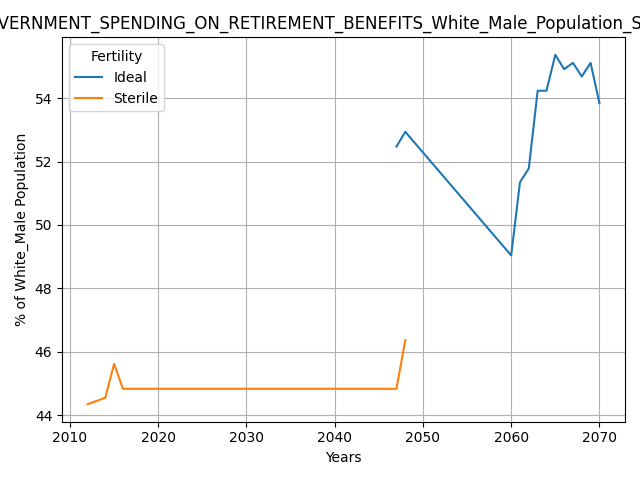 VERNMENT_SPENDING_ON_RETIREMENT_BENEFITS_White_Male_Population_S
Fertility
Ideal
Sterile
% of White_Male Population
54
52
50
48
46
44
2010 2020 2030 2040 2050 2060 2070
Years